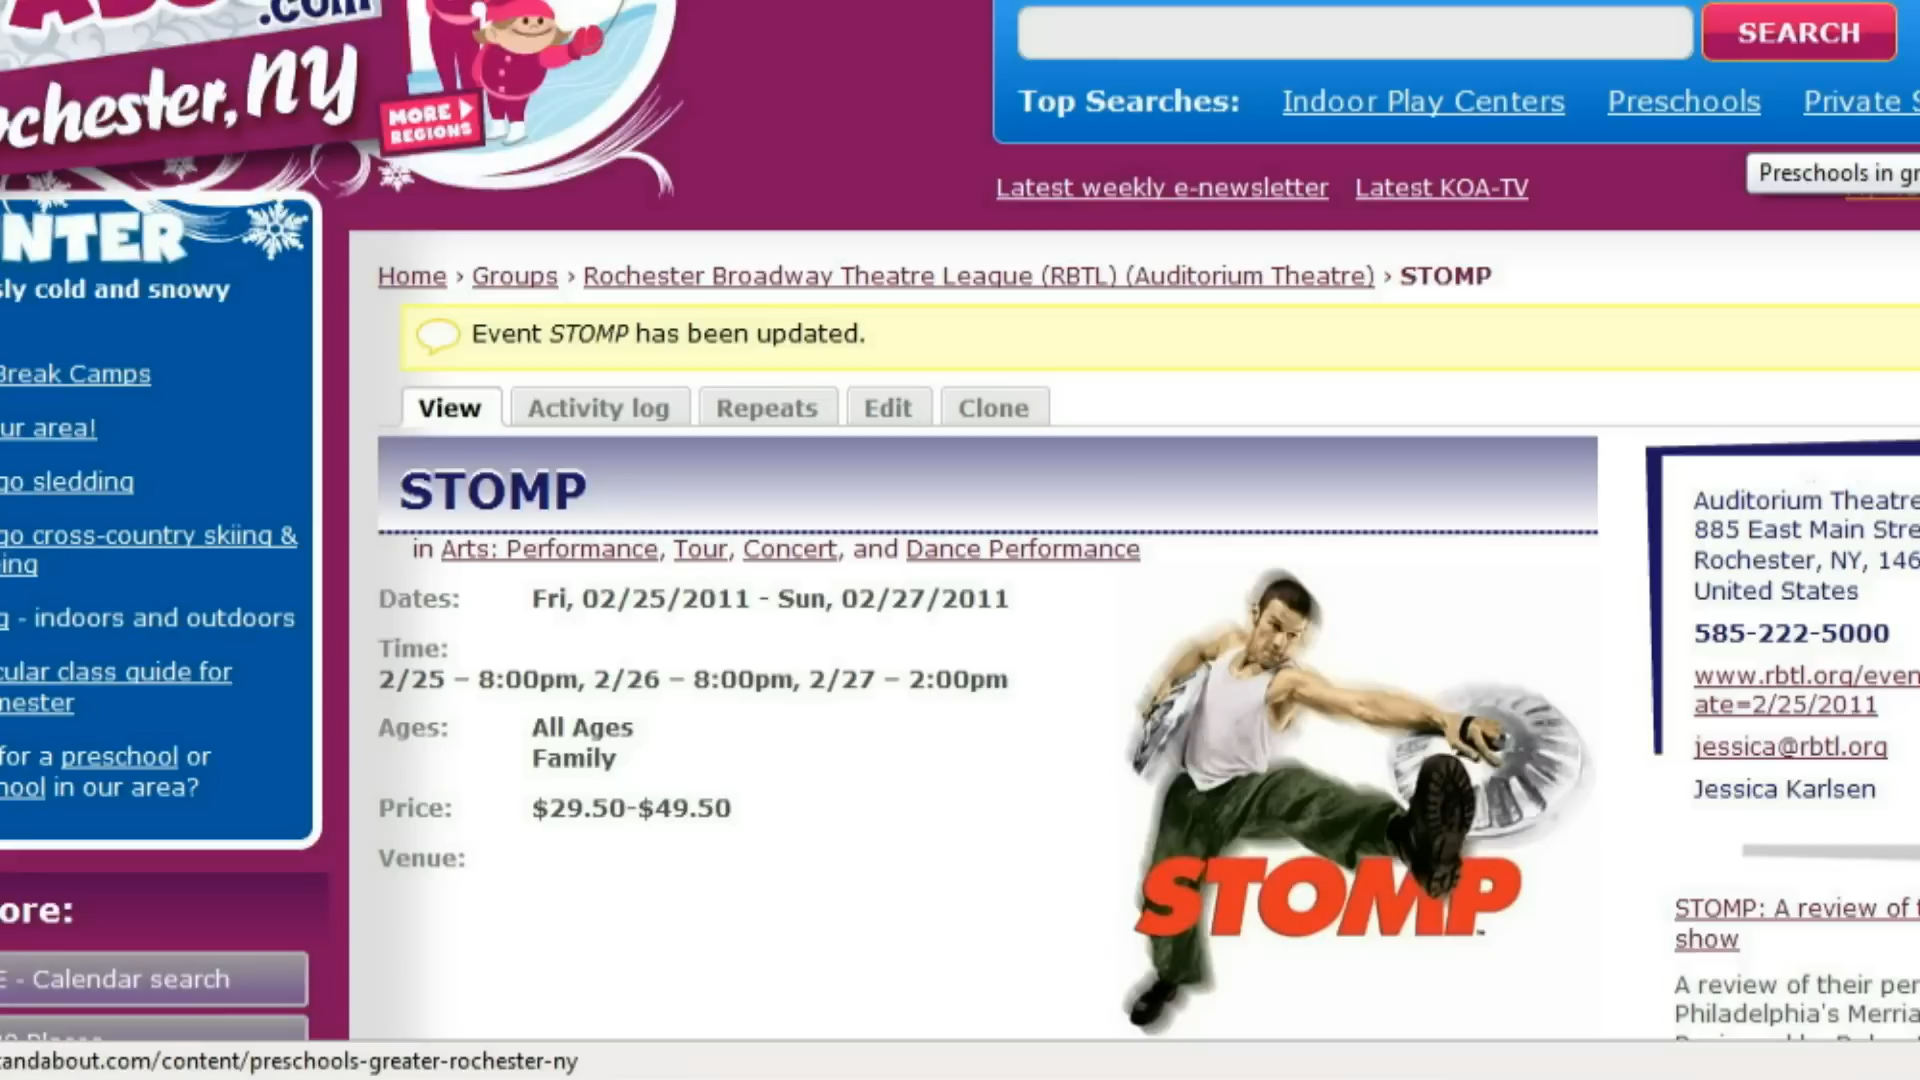 .com
ochester, ny
MORE
REGIONS
SEARCH
Top Searches: Indoor Play Centers Preschools Private
Preschools in
Latest weekly e-newsletter Latest KOA-TV
NTER
sly cold and snowy
Break Camps
ur area!
go sledding
go cross-country skiing &
ing
g - indoors and outdoors
cular class guide for
mester
for a preschool or
hool in our area?
ore:
E - Calendar search
Home › Groups › Rochester Broadway Theatre League (RBTL) (Auditorium Theatre) › STOMP
Event STOMP has been updated.
View Activity log Repeats Edit Clone
STOMP
in Arts: Performance, Tour, Concert, and Dance Performance
Dates: Fri, 02/25/2011 - Sun, 02/27/2011
Time:
2/25 – 8:00pm, 2/26 – 8:00pm, 2/27 – 2:00pm
Ages: All Ages
Family
Price: $29.50-$49.50
Venue:
STOMP
Auditorium Theatre
885 East Main Stre
Rochester, NY, 146
United States
585-222-5000
www.rbtl.org/even
ate=2/25/2011
jessica@rbtl.org
Jessica Karlsen
STOMP: A review of
show
A review of their per
Philadelphia's Merria
tandabout.com/content/preschools-greater-rochester-ny